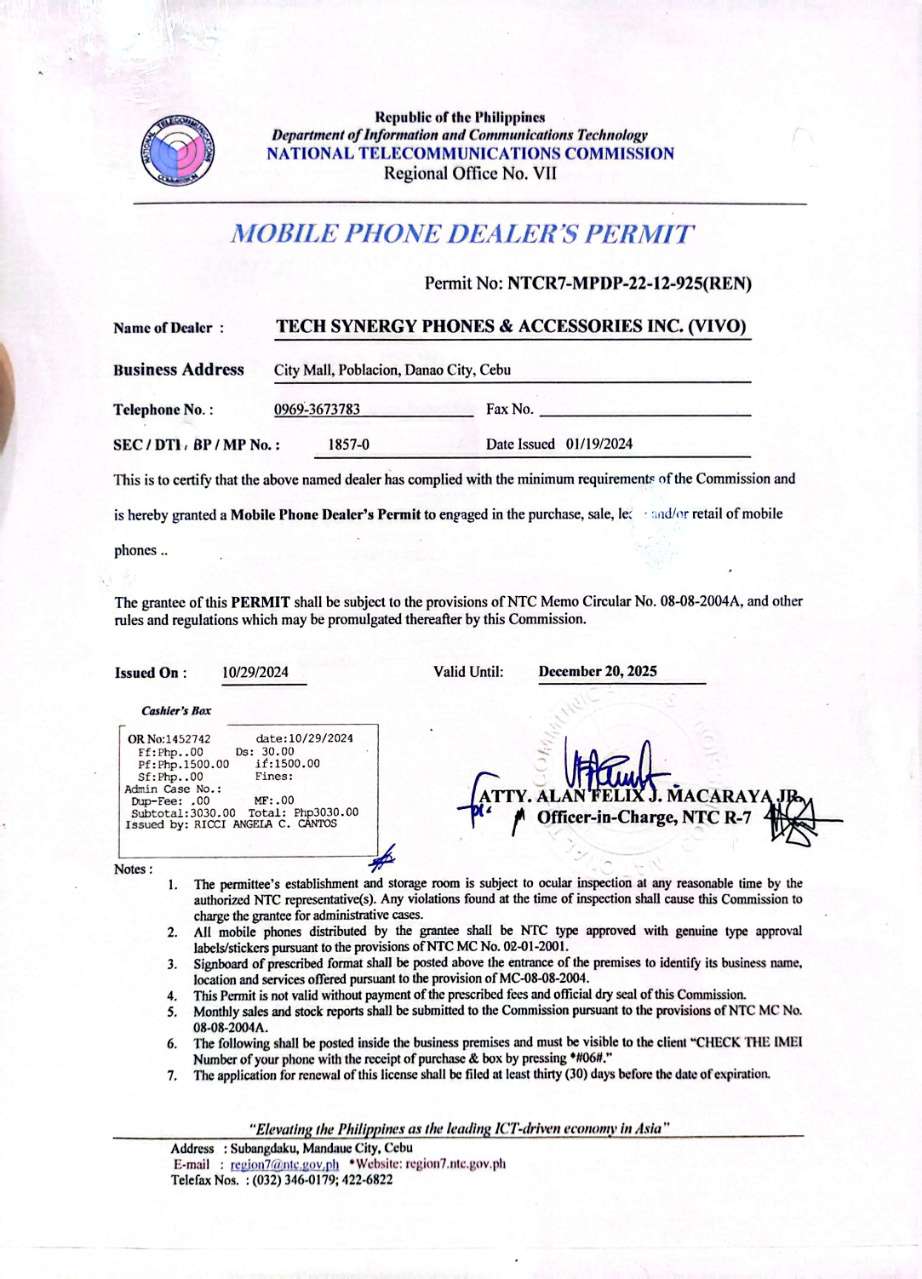 Republic of the Philippines
Department of Information and Communications Technology
NATIONAL TELECOMMUNICATIONS COMMISSION
Regional Office No. VII
NATIONAL TELECOMMUNICATIONS
COMMISSION
MOBILE PHONE DEALER'S PERMIT
Permit No: NTCR7-MPDP-22-12-925(REN)
Name of Dealer : TECH SYNERGY PHONES & ACCESSORIES INC. (VIVO)
Business Address City Mall, Poblacion, Danao City, Cebu
Telephone No. : 0969-3673783 Fax No.
SEC / DTI, BP / MP No. : 1857-0 Date Issued 01/19/2024
This is to certify that the above named dealer has complied with the minimum requirements of the Commission and
is hereby granted a Mobile Phone Dealer's Permit to engaged in the purchase, sale, and/or retail of mobile
phones ..
The grantee of this PERMIT shall be subject to the provisions of NTC Memo Circular No. 08-08-2004A, and other
rules and regulations which may be promulgated thereafter by this Commission.
Issued On : 10/29/2024 Valid Until: December 20, 2025
Cashier's Box
OR No:1452742 date:10/29/2024
Ff:Php..00 Ds: 30.00
Pf:Php.1500.00 if:1500.00
Sf:Php..00 Fines:
Admin Case No.:
Dup-Fee: .00 MF:.00
Subtotal:3030.00 Total: Php3030.00
Issued by: RICCI ANGELA C. CANTOS
ATTY. ALAN FELIX J. MACARAYA JR.
Officer-in-Charge, NTC R-7
Notes :
1. The permittee's establishment and storage room is subject to ocular inspection at any reasonable time by the
authorized NTC representative(s). Any violations found at the time of inspection shall cause this Commission to
charge the grantee for administrative cases.
2. All mobile phones distributed by the grantee shall be NTC type approved with genuine type approval
labels/stickers pursuant to the provisions of NTC MC No. 02-01-2001.
3. Signboard of prescribed format shall be posted above the entrance of the premises to identify its business name,
location and services offered pursuant to the provision of MC-08-08-2004.
4. This Permit is not valid without payment of the prescribed fees and official dry seal of this Commission.
5. Monthly sales and stock reports shall be submitted to the Commission pursuant to the provisions of NTC MC No.
08-08-2004A.
6. The following shall be posted inside the business premises and must be visible to the client "CHECK THE IMEI
Number of your phone with the receipt of purchase & box by pressing *#06#."
7. The application for renewal of this license shall be filed at least thirty (30) days before the date of expiration.
"Elevating the Philippines as the leading ICT-driven economy in Asia"
Address : Subangdaku, Mandaue City, Cebu
E-mail : region7@ntc.gov.ph *Website: region7.ntc.gov.ph
Telefax Nos. : (032) 346-0179; 422-6822